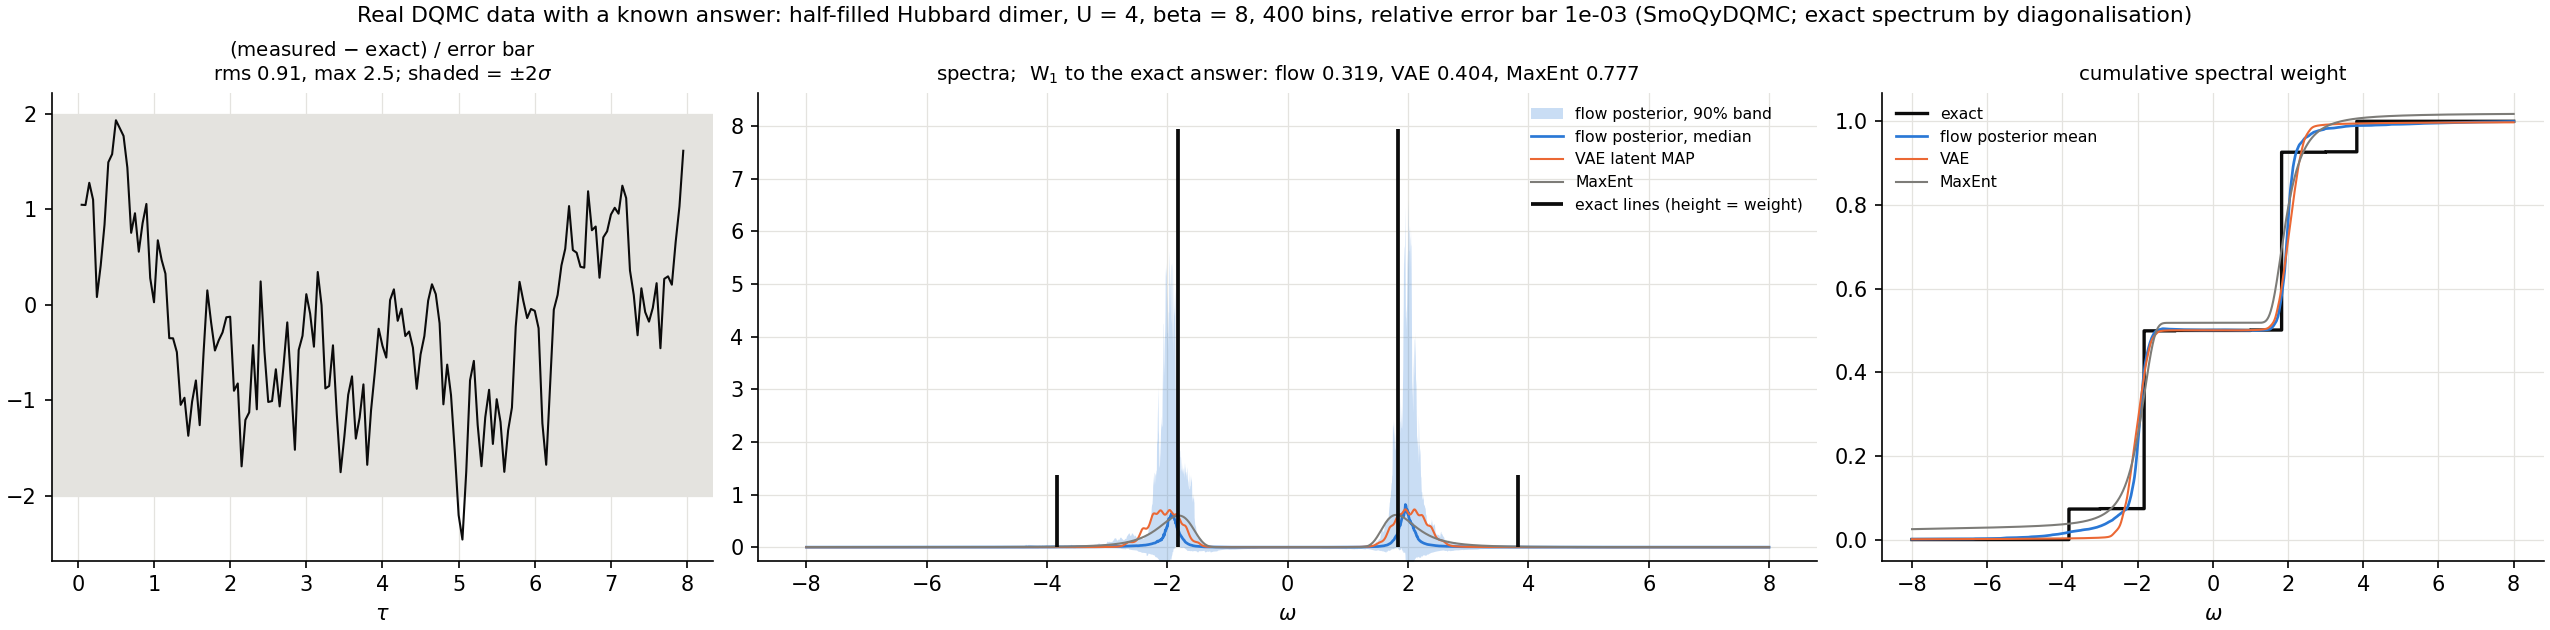 Real DQMC data with a known answer: half-filled Hubbard dimer, U = 4, beta = 8, 400 bins, relative error bar 1e-03 (SmoQyDQMC; exact spectrum by diagonalisation)
(measured − exact) / error bar
rms 0.91, max 2.5; shaded = ±2σ
2
1
0
−1
−2
0 1 2 3 4 5 6 7 8
τ
spectra;  W₁ to the exact answer: flow 0.319, VAE 0.404, MaxEnt 0.777
flow posterior, 90% band
flow posterior, median
VAE latent MAP
MaxEnt
exact lines (height = weight)
8
7
6
5
4
3
2
1
0
−8 −6 −4 −2 0 2 4 6 8
ω
cumulative spectral weight
exact
flow posterior mean
VAE
MaxEnt
1.0
0.8
0.6
0.4
0.2
0.0
−8 −6 −4 −2 0 2 4 6 8
ω